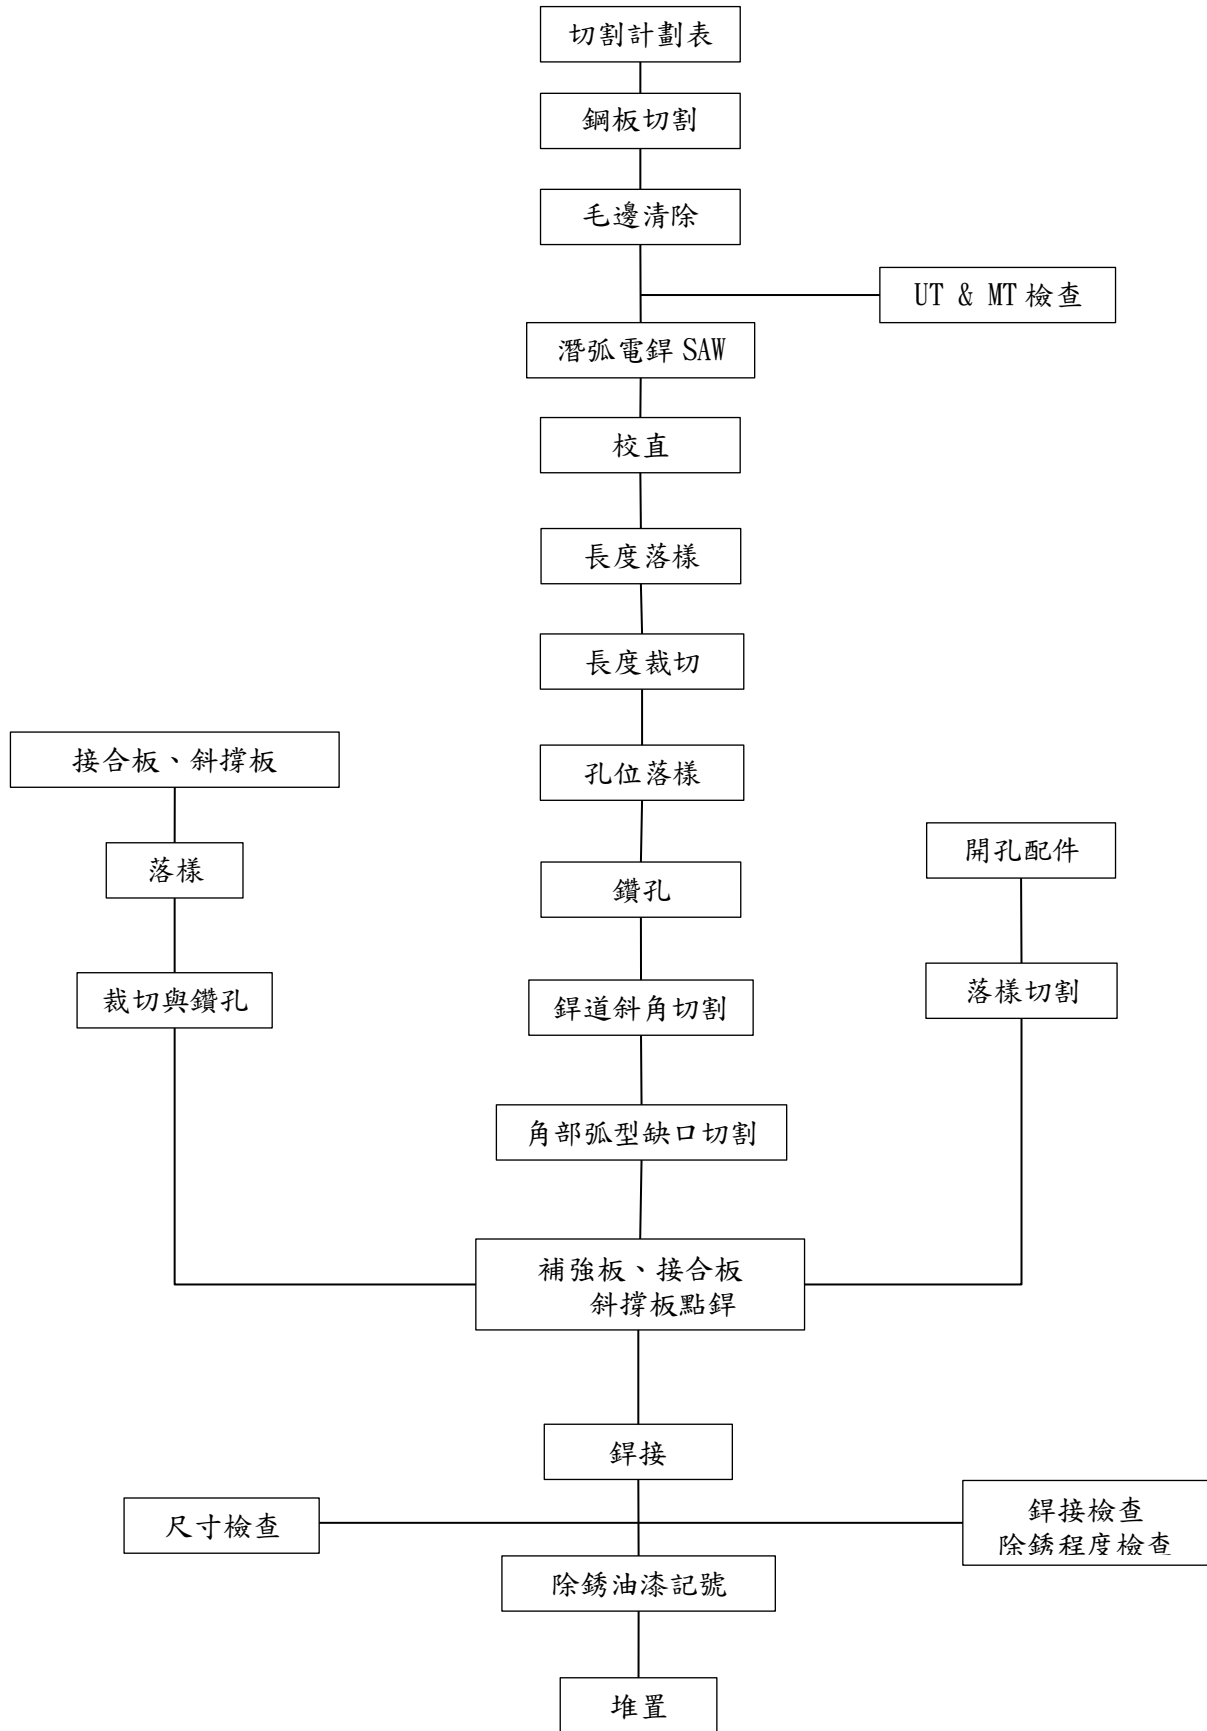 切割計劃表
鋼板切割
毛邊清除
UT & MT 檢查
潛弧電銲 SAW
校直
長度落樣
長度裁切
接合板、斜撐板
孔位落樣
開孔配件
落樣
鑽孔
裁切與鑽孔
銲道斜角切割
落樣切割
角部弧型缺口切割
補強板、接合板
斜撐板點銲
銲接
尺寸檢查
銲接檢查
除銹程度檢查
除銹油漆記號
堆置